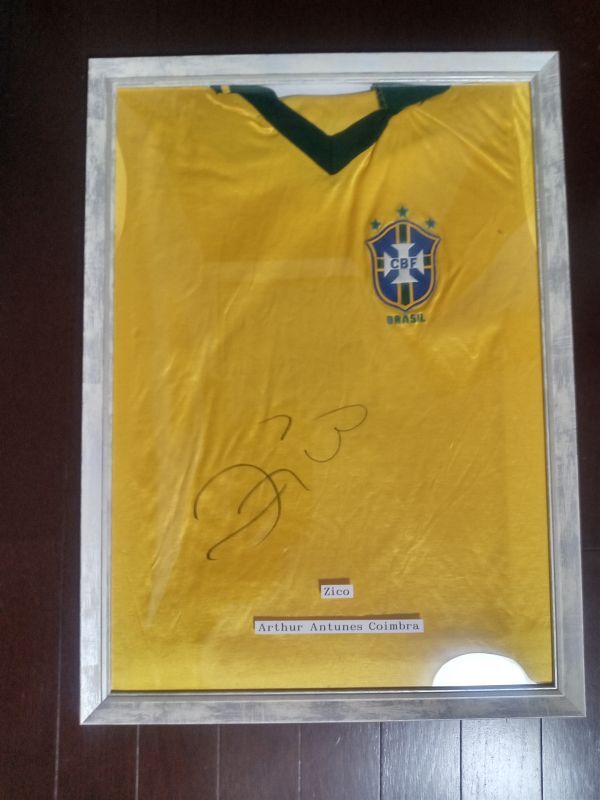 CBF
BRASIL
Zico
Arthur Antunes Coimbra